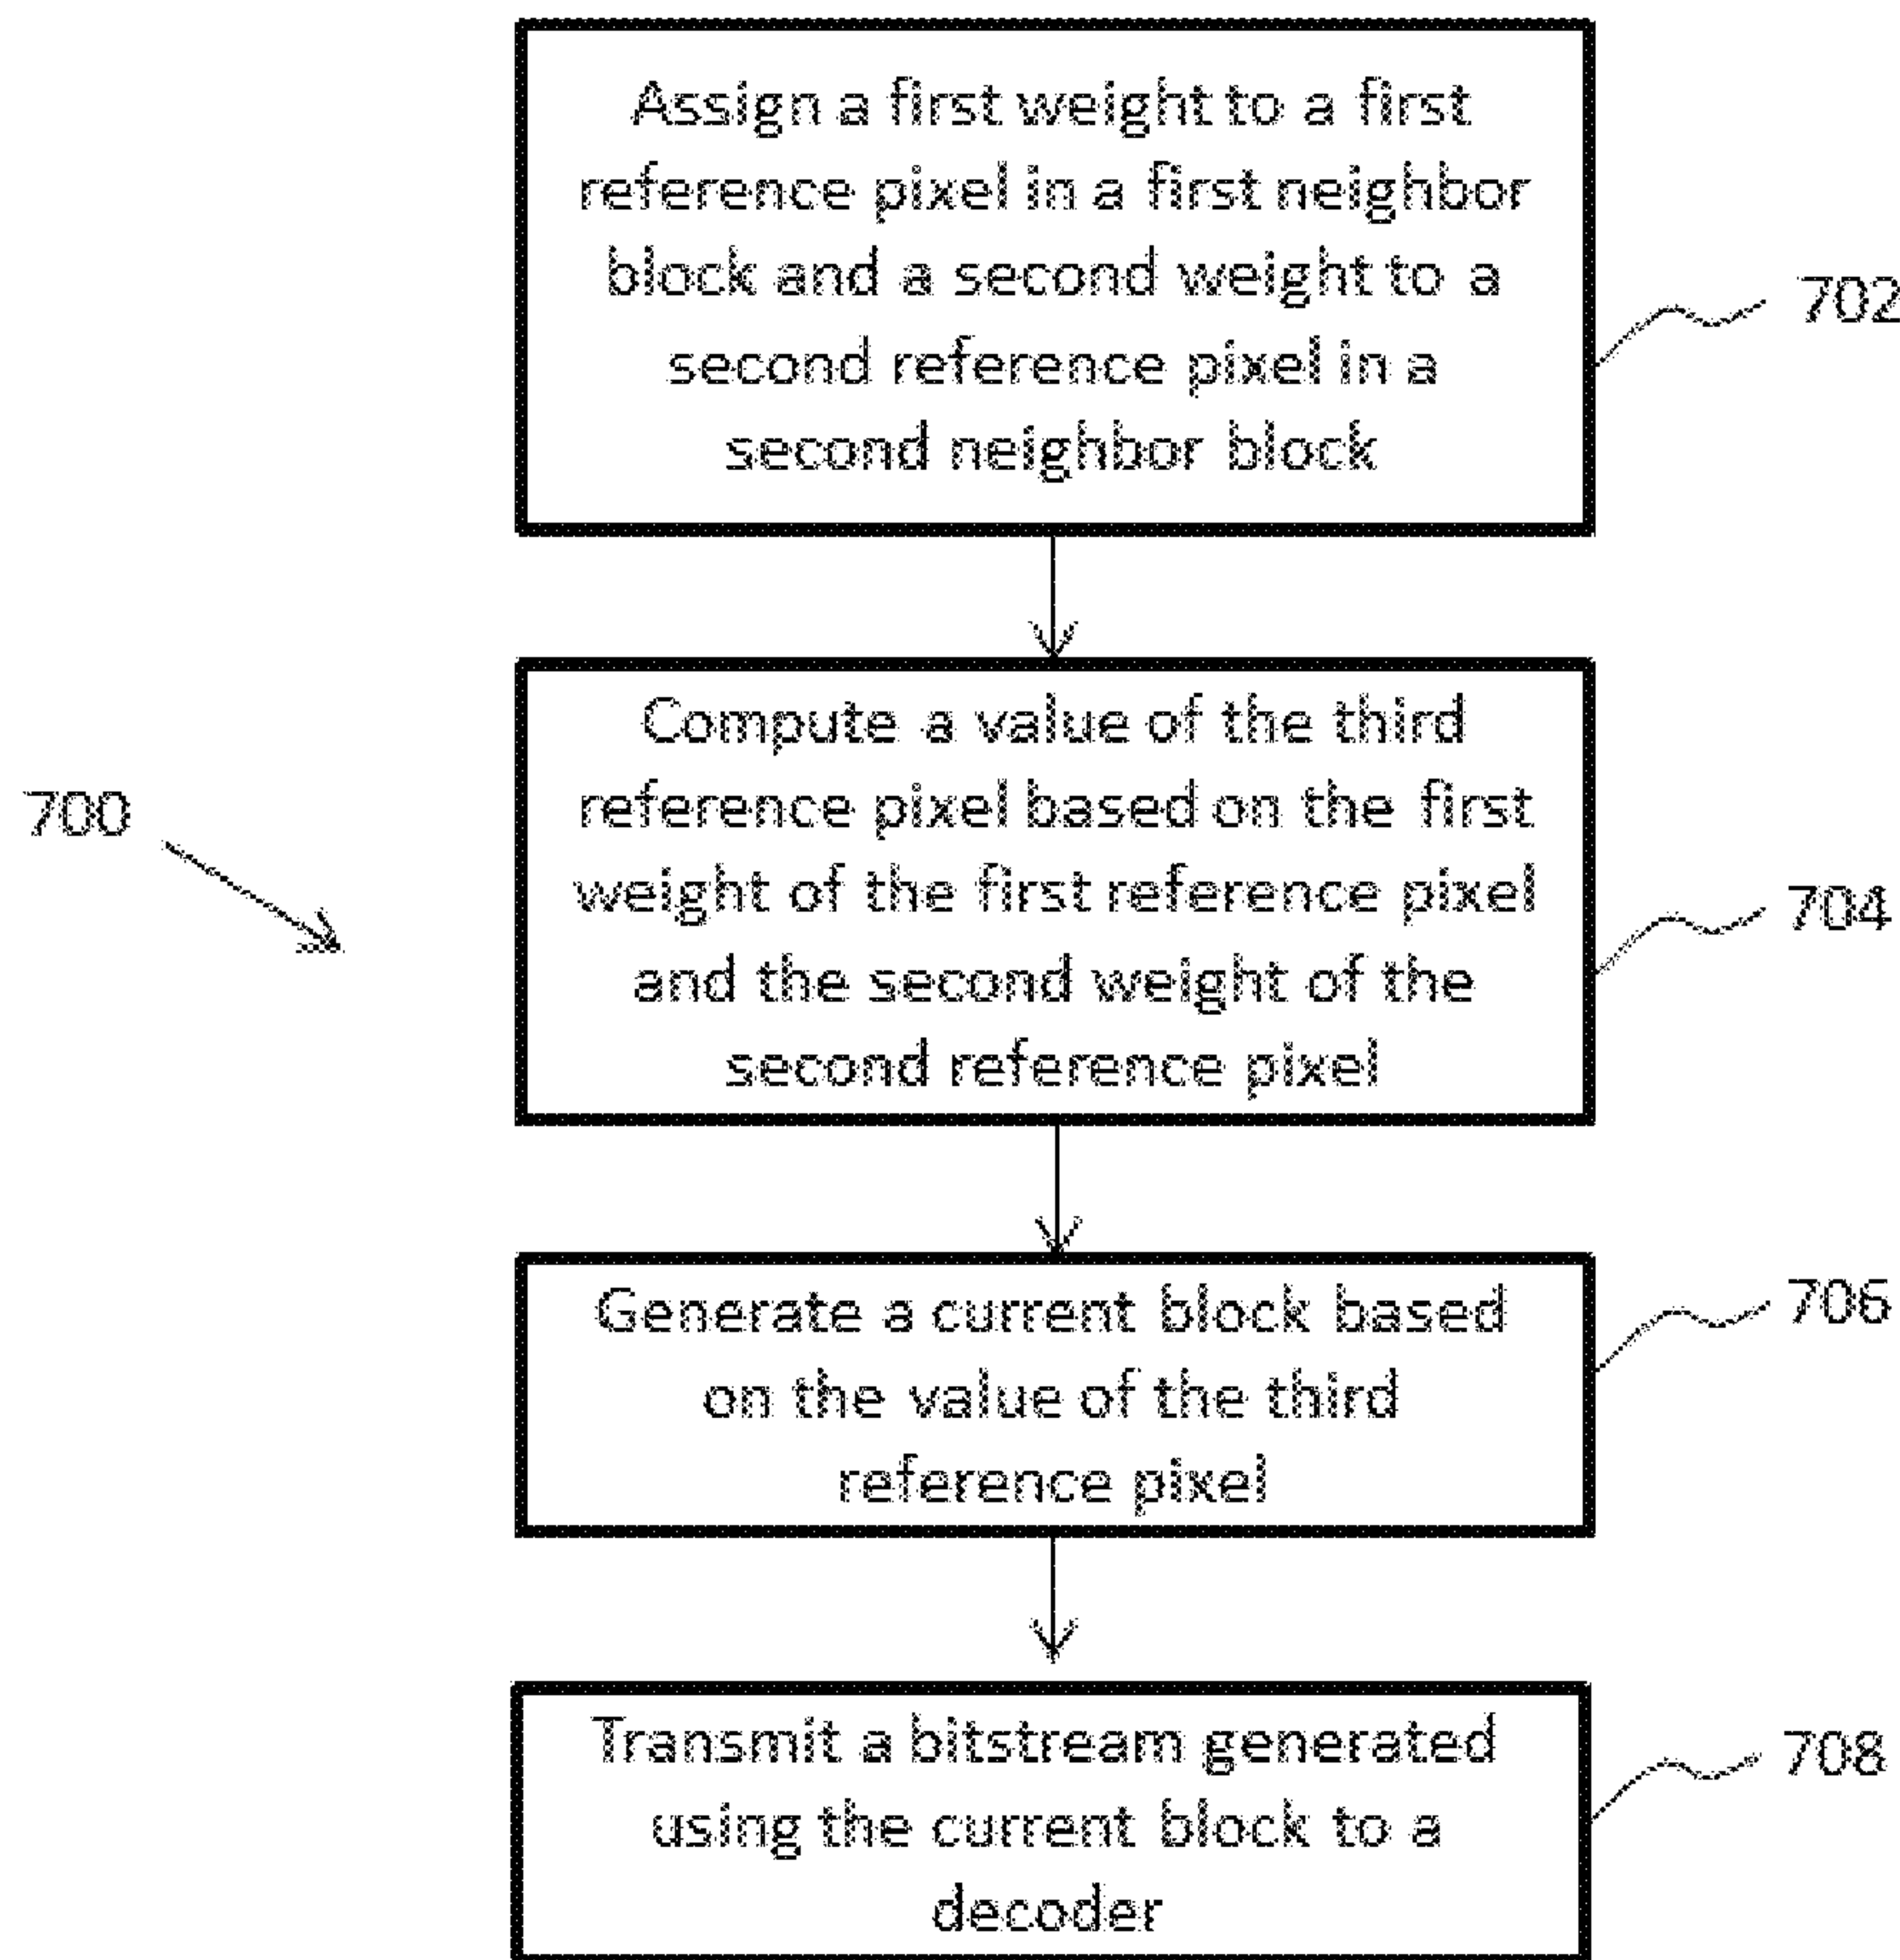 Assign a first weight to a first
reference pixel in a first neighbor
block and a second weight to a
second reference pixel in a
second neighbor block
702
Compute a value of the third
reference pixel based on the first
weight of the first reference pixel
and the second weight of the
second reference pixel
700
704
Generate a current block based
on the value of the third
reference pixel
706
Transmit a bitstream generated
using the current block to a
decoder
708